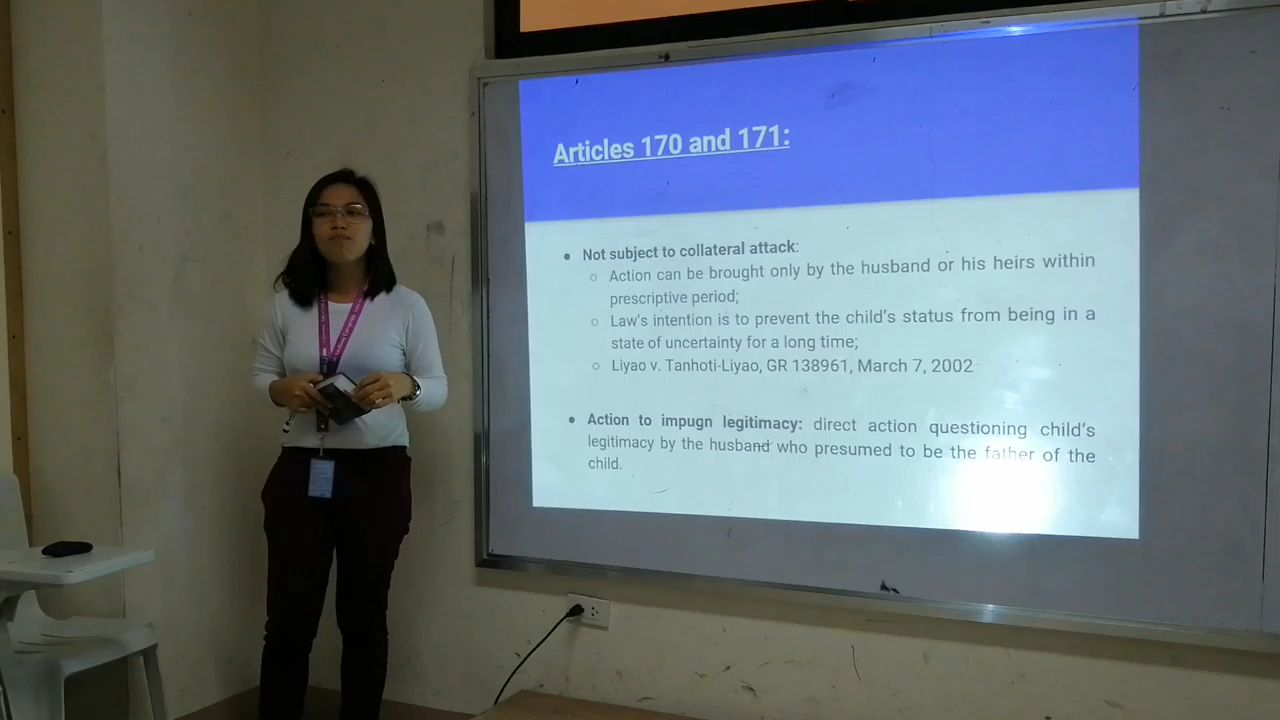 Articles 170 and 171:
● Not subject to collateral attack:
○ Action can be brought only by the husband or his heirs within
prescriptive period;
○ Law's intention is to prevent the child's status from being in a
state of uncertainty for a long time;
○ Liyao v. Tanhoti-Liyao, GR 138961, March 7, 2002
● Action to impugn legitimacy: direct action questioning child's
legitimacy by the husband who presumed to be the father of the
child.